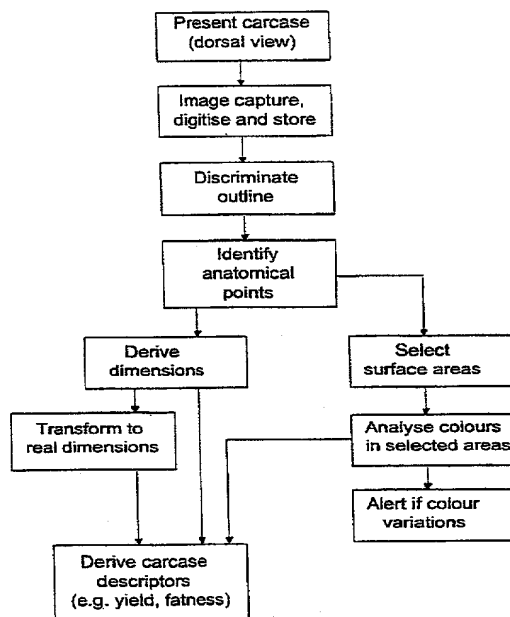 Present carcase
(dorsal view)
Image capture,
digitise and store
Discriminate
outline
Identify
anatomical
points
Derive
dimensions
Select
surface areas
Transform to
real dimensions
Analyse colours
in selected areas
Alert if colour
variations
Derive carcase
descriptors
(e.g. yield, fatness)